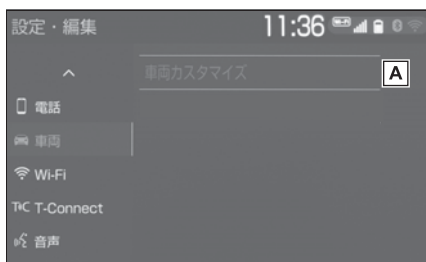 設定・編集 11:36
車両カスタマイズ A
電話
車両
Wi-Fi
T*C T-Connect
音声